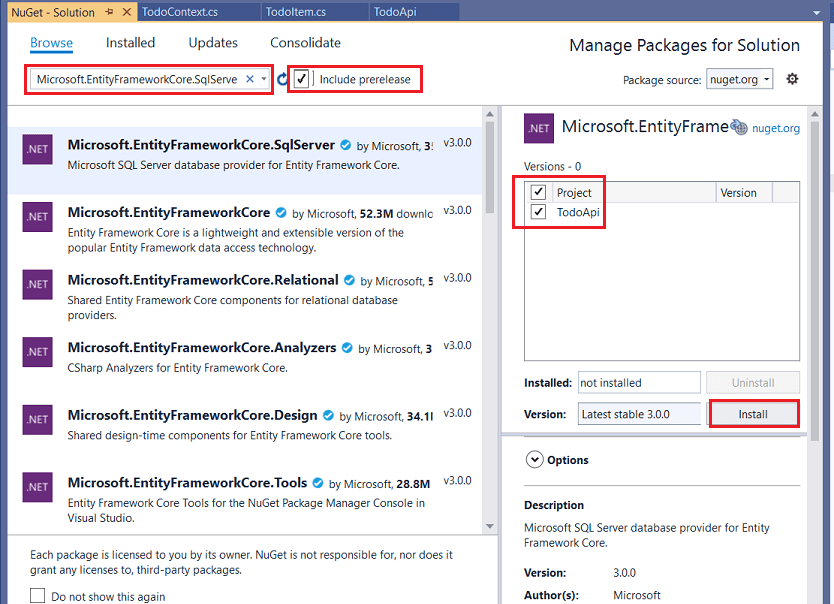 NuGet - Solution
TodoContext.cs
TodoItem.cs
TodoApi
Browse
Installed
Updates
Consolidate
Manage Packages for Solution
Microsoft.EntityFrameworkCore.SqlServe
Include prerelease
Package source: nuget.org
.NET
Microsoft.EntityFrameworkCore.SqlServer by Microsoft, 35 v3.0.0
Microsoft SQL Server database provider for Entity Framework Core.
.NET
Microsoft.EntityFrameworkCore by Microsoft, 52.3M downlo v3.0.0
Entity Framework Core is a lightweight and extensible version of the
popular Entity Framework data access technology.
.NET
Microsoft.EntityFrameworkCore.Relational by Microsoft, 5 v3.0.0
Shared Entity Framework Core components for relational database
providers.
.NET
Microsoft.EntityFrameworkCore.Analyzers by Microsoft, 3 v3.0.0
CSharp Analyzers for Entity Framework Core.
.NET
Microsoft.EntityFrameworkCore.Design by Microsoft, 34.1 v3.0.0
Shared design-time components for Entity Framework Core tools.
.NET
Microsoft.EntityFrameworkCore.Tools by Microsoft, 28.8M v3.0.0
Entity Framework Core Tools for the NuGet Package Manager Console in
Visual Studio.
Each package is licensed to you by its owner. NuGet is not responsible, nor does it
grant any licenses to, third-party packages.
Do not show this again
.NET
Microsoft.EntityFrame
nuget.org
Versions - 0
Project Version
TodoApi
Installed: not installed
Uninstall
Version: Latest stable 3.0.0
Install
Options
Description
Microsoft SQL Server database provider for Entity
Framework Core.
Version: 3.0.0
Author(s): Microsoft